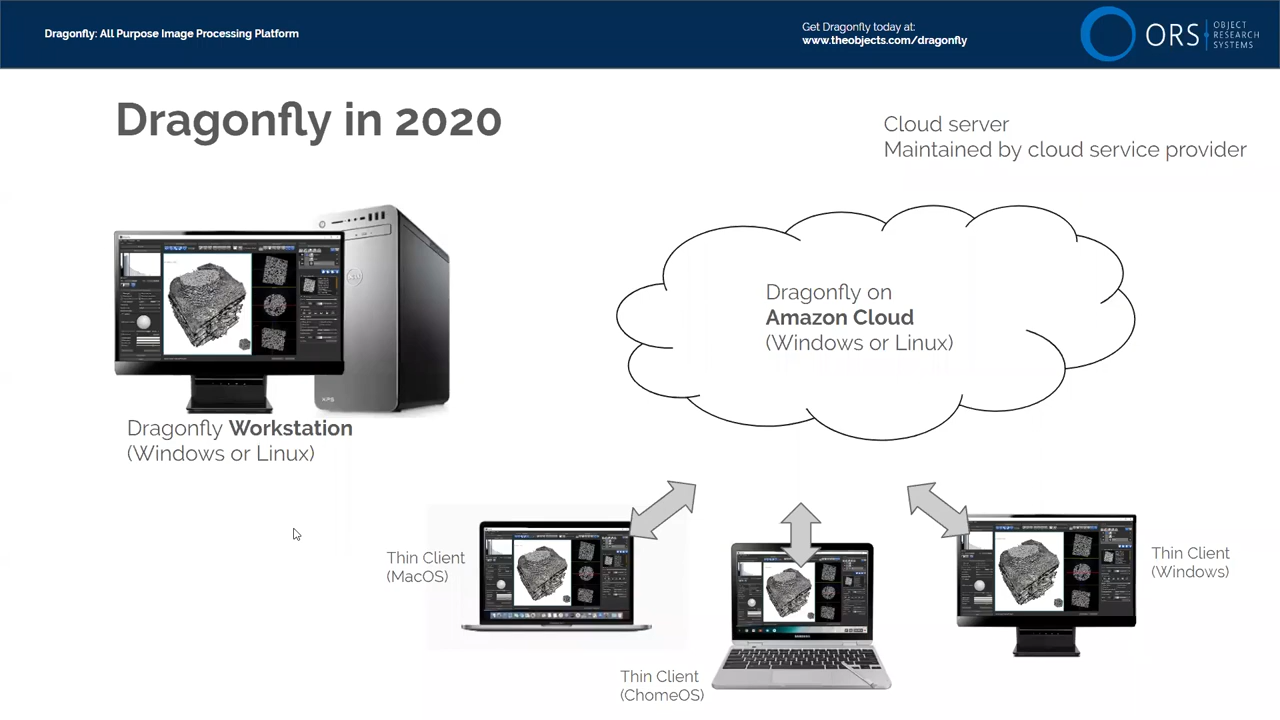 Dragonfly: All Purpose Image Processing Platform
Get Dragonfly today at:
www.theobjects.com/dragonfly
ORS
OBJECT
RESEARCH
SYSTEMS
Dragonfly in 2020
Cloud server
Maintained by cloud service provider
Dragonfly on
Amazon Cloud
(Windows or Linux)
XPS
Dragonfly Workstation
(Windows or Linux)
Thin Client
(MacOS)
Thin Client
(Windows)
Thin Client
(ChomeOS)
SAMSUNG